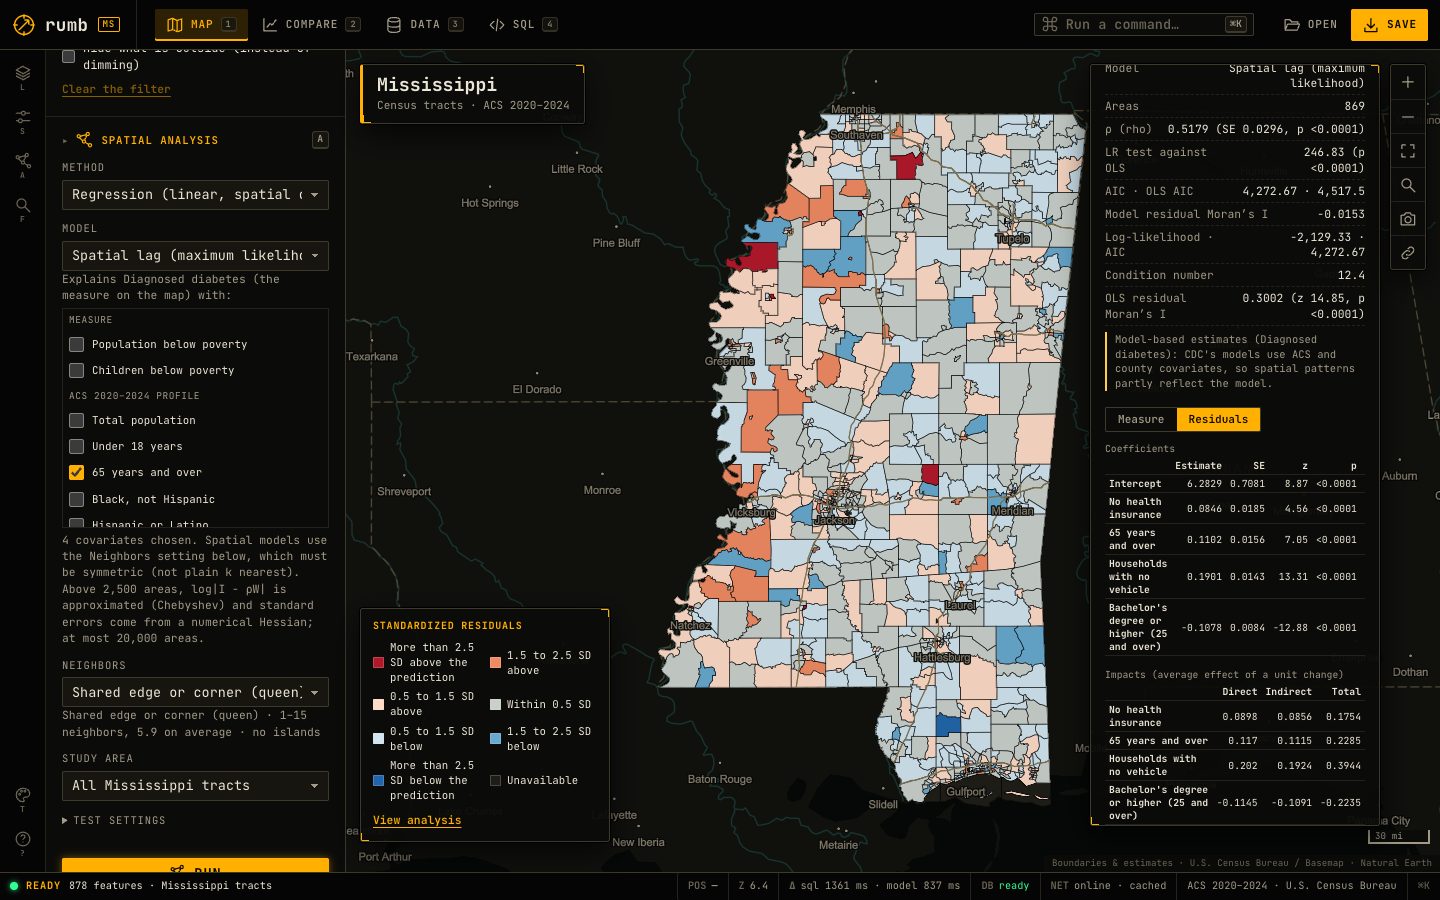 rumb MS
MAP 1
COMPARE 2
DATA 3
SQL 4
Run a command… ⌘K
OPEN
SAVE
L
S
A
F
T
?
Hide what is outside (instead of
dimming)
Clear the filter
SPATIAL ANALYSIS A
METHOD
Regression (linear, spatial
MODEL
Spatial lag (maximum likelihc
Explains Diagnosed diabetes (the
measure on the map) with:
MEASURE
Population below poverty
Children below poverty
ACS 2020–2024 PROFILE
Total population
Under 18 years
65 years and over
Black, not Hispanic
Hispanic or Latino
4 covariates chosen. Spatial models use
the Neighbors setting below, which must
be symmetric (not plain k nearest).
Above 2,500 areas, log|I - ρW| is
approximated (Chebyshev) and standard
errors come from a numerical Hessian;
at most 20,000 areas.
NEIGHBORS
Shared edge or corner (queen)
Shared edge or corner (queen) · 1–15
neighbors, 5.9 on average · no islands
STUDY AREA
All Mississippi tracts
TEST SETTINGS
RUN
Mississippi
Census tracts · ACS 2020–2024
Memphis
Southaven
Little Rock
Hot Springs
Pine Bluff
Tupelo
Texarkana
Greenville
El Dorado
Shreveport
Monroe
Vicksburg
Jackson
Meridian
Auburn
Natchez
Laurel
Hattiesburg
Dothan
Baton Rouge
Slidell
Gulfport
New Iberia
Metairie
Port Arthur
STANDARDIZED RESIDUALS
More than 2.5
SD above the
prediction
1.5 to 2.5 SD
above
0.5 to 1.5 SD
above
Within 0.5 SD
0.5 to 1.5 SD
below
1.5 to 2.5 SD
below
More than 2.5
SD below the
prediction
Unavailable
View analysis
Model Spatial lag (maximum
likelihood)
Areas 869
ρ (rho) 0.5179 (SE 0.0296, p <0.0001)
LR test against 246.83 (p
OLS <0.0001)
AIC · OLS AIC 4,272.67 · 4,517.5
Model residual Moran’s I -0.0153
Log-likelihood · -2,129.33 ·
AIC 4,272.67
Condition number 12.4
OLS residual 0.3002 (z 14.85, p
Moran’s I <0.0001)
Model-based estimates (Diagnosed
diabetes): CDC's models use ACS and
county covariates, so spatial patterns
partly reflect the model.
Measure Residuals
Coefficients
Estimate SE z p
Intercept 6.2829 0.7081 8.87 <0.0001
No health
insurance 0.0846 0.0185 4.56 <0.0001
65 years
and over 0.1102 0.0156 7.05 <0.0001
Households
with no
vehicle 0.1901 0.0143 13.31 <0.0001
Bachelor's
degree or
higher (25
and over) -0.1078 0.0084 -12.88 <0.0001
Impacts (average effect of a unit change)
Direct Indirect Total
No health
insurance 0.0898 0.0856 0.1754
65 years and over 0.117 0.1115 0.2285
Households with
no vehicle 0.202 0.1924 0.3944
Bachelor's degree
or higher (25 and
over) -0.1145 -0.1091 -0.2235
30 mi
Boundaries & estimates · U.S. Census Bureau / Basemap · Natural Earth
READY 878 features · Mississippi tracts
POS —
Z 6.4
Δ sql 1361 ms · model 837 ms
DB ready
NET online · cached
ACS 2020–2024 · U.S. Census Bureau
⌘K